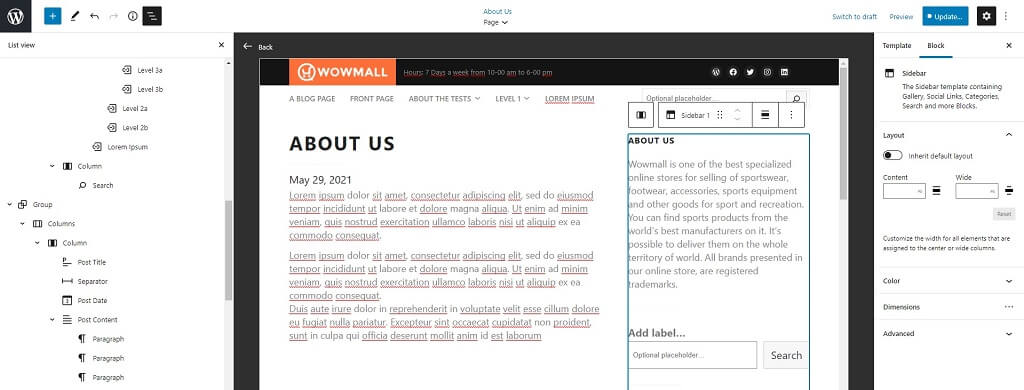 About Us
Page
Switch to draft
Preview
Update...
List view
Back
Template
Block
Level 3a
Level 3b
Level 2a
Level 2b
Lorem Ipsum
Column
Search
Group
Columns
Column
Post Title
Separator
Post Date
Post Content
Paragraph
Paragraph
Paragraph
WOWMALL
Hours: 7 Days a week from 10-00 am to 6-00 pm
A BLOG PAGE
FRONT PAGE
ABOUT THE TESTS
LEVEL 1
LOREM IPSUM
Optional placeholder...
Sidebar 1
ABOUT US
May 29, 2021
Lorem ipsum dolor sit amet, consectetur adipiscing elit, sed do eiusmod
tempor incididunt ut labore et dolore magna aliqua. Ut enim ad minim
veniam, quis nostrud exercitation ullamco laboris nisi ut aliquip ex ea
commodo consequat.
Lorem ipsum dolor sit amet, consectetur adipiscing elit, sed do eiusmod
tempor incididunt ut labore et dolore magna aliqua. Ut enim ad minim
veniam, quis nostrud exercitation ullamco laboris nisi ut aliquip ex ea
commodo consequat.
Duis aute irure dolor in reprehenderit in voluptate velit esse cillum dolore
eu fugiat nulla pariatur. Excepteur sint occaecat cupidatat non proident,
sunt in culpa qui officia deserunt mollit anim id est laborum
ABOUT US
Wowmall is one of the best specialized
online stores for selling of sportswear,
footwear, accessories, sports equipment
and other goods for sport and recreation.
You can find sports products from the
world's best manufacturers on it. It's
possible to deliver them on the whole
territory of world. All brands presented in
our online store, are registered
trademarks.
Add label...
Optional placeholder...
Search
Sidebar
The Sidebar template containing
Gallery, Social Links, Categories,
Search and more Blocks.
Layout
Inherit default layout
Content
Wide
Reset
Customize the width for all elements that are
assigned to the center or wide columns.
Color
Dimensions
Advanced